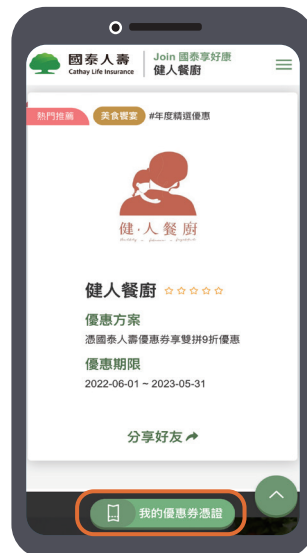 國泰人壽
Cathay Life Insurance
Join 國泰享好康
健人餐廚
熱門推薦
美食饗宴
#年度精選優惠
健·人餐廚
健人餐廚
優惠方案
憑國泰人壽優惠券享雙拼9折優惠
優惠期限
2022-06-01 ~ 2023-05-31
分享好友
我的優惠券憑證